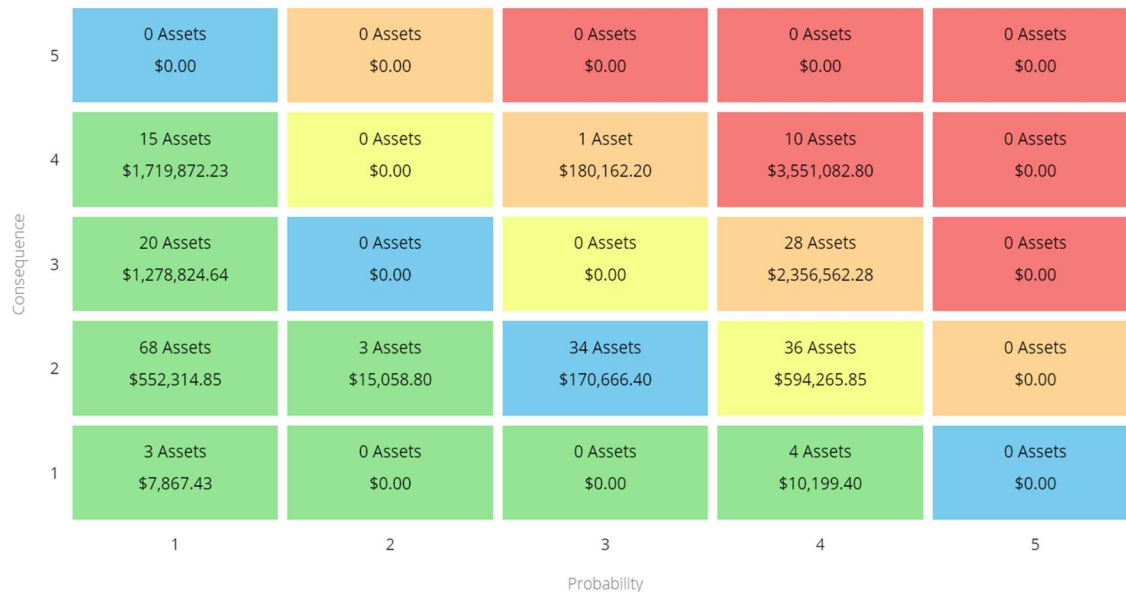 0 Assets 0 Assets 0 Assets 0 Assets 0 Assets
5
$0.00 $0.00 $0.00 $0.00 $0.00
15 Assets 0 Assets 1 Asset 10 Assets 0 Assets
4
$1,719,872.23 $0.00 $180,162.20 $3,551,082.80 $0.00
20 Assets 0 Assets 0 Assets 28 Assets 0 Assets
3
$1,278,824.64 $0.00 $0.00 $2,356,562.28 $0.00
Consequence
68 Assets 3 Assets 34 Assets 36 Assets 0 Assets
2
$552,314.85 $15,058.80 $170,666.40 $594,265.85 $0.00
3 Assets 0 Assets 0 Assets 4 Assets 0 Assets
1
$7,867.43 $0.00 $0.00 $10,199.40 $0.00
1 2 3 4 5
Probability